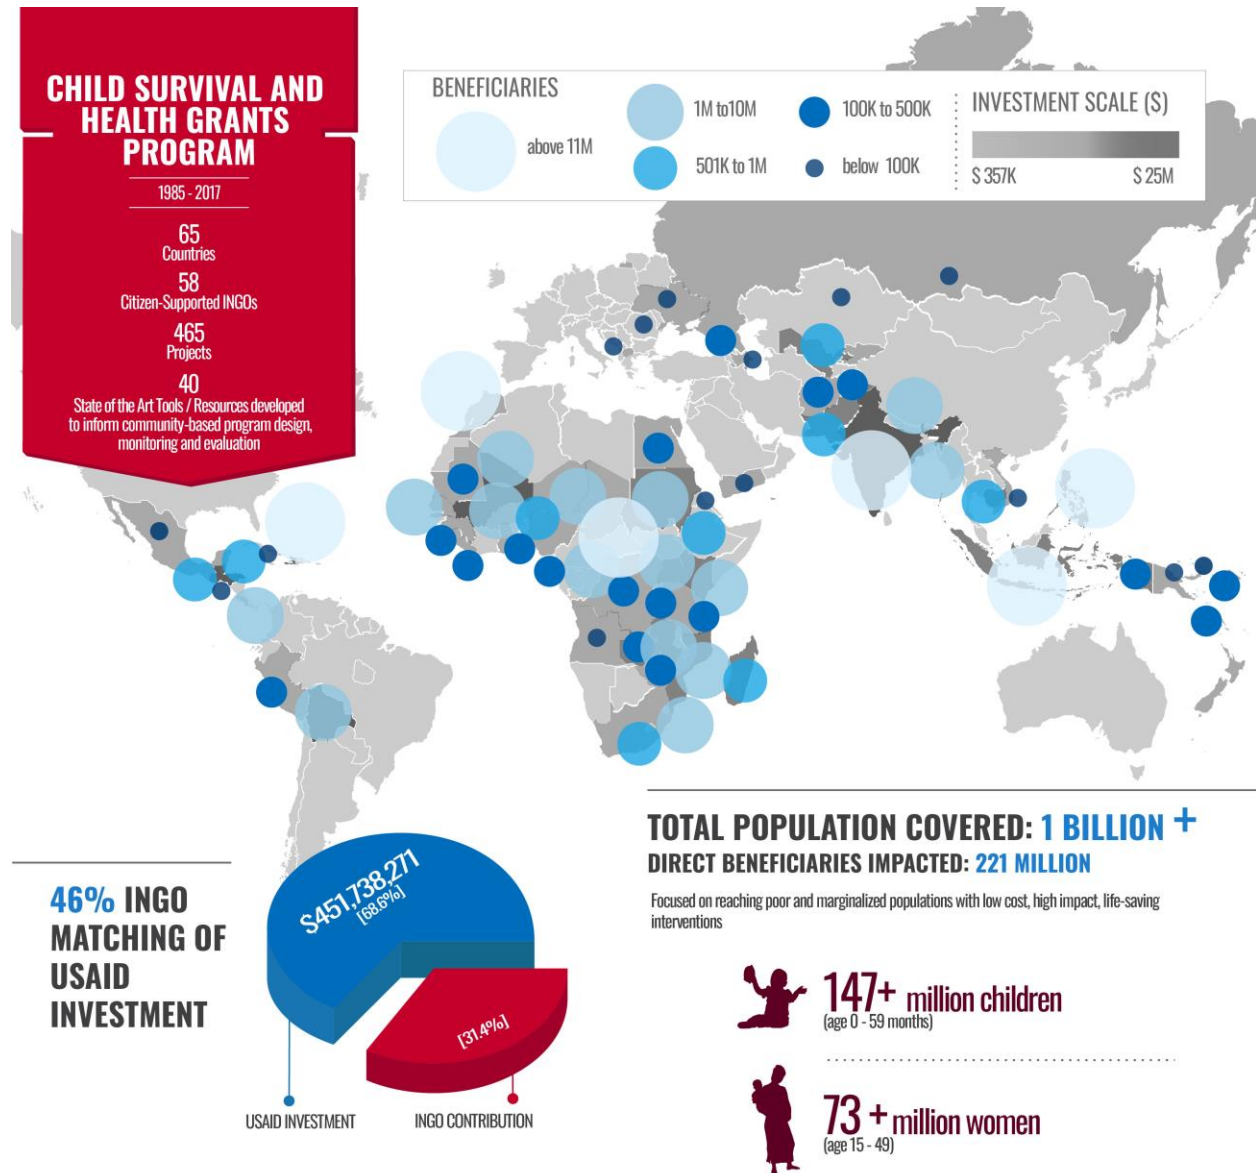 CHILD SURVIVAL AND
HEALTH GRANTS
PROGRAM
1985 - 2017
65
Countries
58
Citizen-Supported INGOs
465
Projects
40
State of the Art Tools / Resources developed
to inform community-based program design,
monitoring and evaluation
BENEFICIARIES
above 11M
1M to10M
501K to 1M
100K to 500K
below 100K
INVESTMENT SCALE ($)
$ 357K
$ 25M
46% INGO
MATCHING OF
USAID
INVESTMENT
$451,738,271
[68.6%]
[31.4%]
USAID INVESTMENT
INGO CONTRIBUTION
TOTAL POPULATION COVERED: 1 BILLION +
DIRECT BENEFICIARIES IMPACTED: 221 MILLION
Focused on reaching poor and marginalized populations with low cost, high impact, life-saving
interventions
147+ million children
(age 0 - 59 months)
73 + million women
(age 15 - 49)